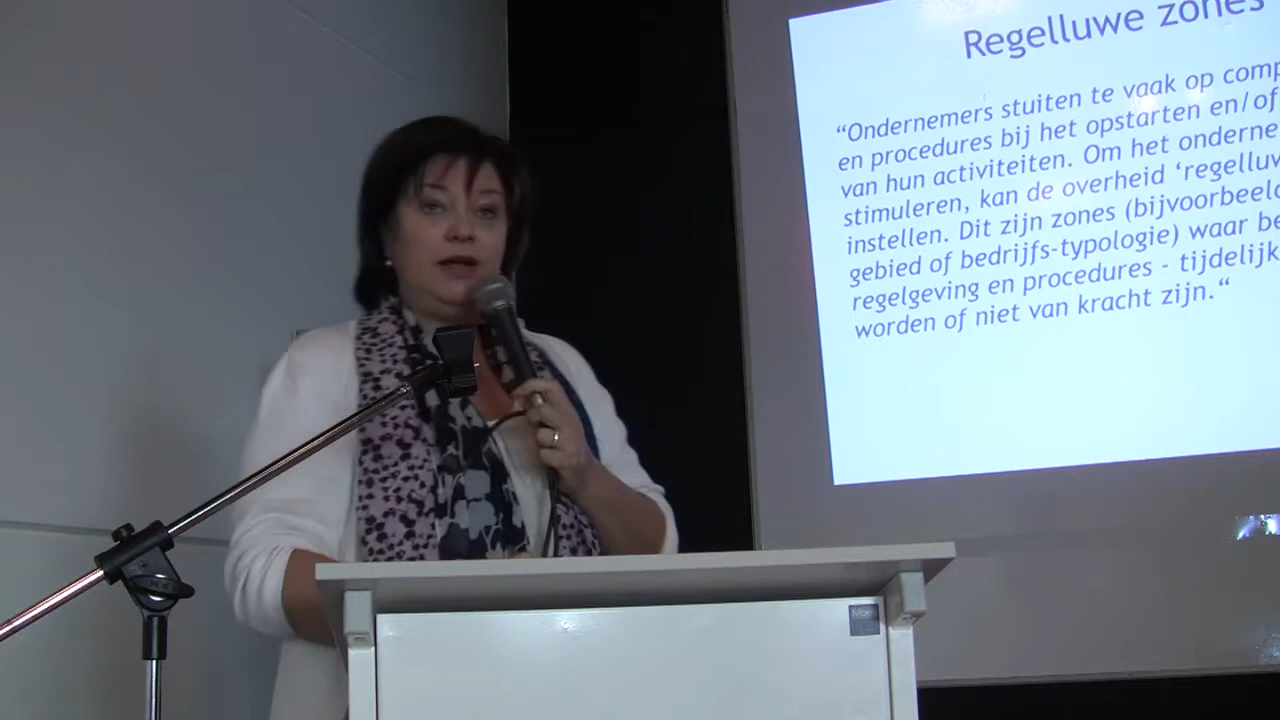 Regelluwe zones
“Ondernemers stuiten te vaak op comp
en procedures bij het opstarten en/of
van hun activiteiten. Om het onderne
stimuleren, kan de overheid ‘regelluw
instellen. Dit zijn zones (bijvoorbeeld
gebied of bedrijfs-typologie) waar be
regelgeving en procedures - tijdelijk
worden of niet van kracht zijn.“